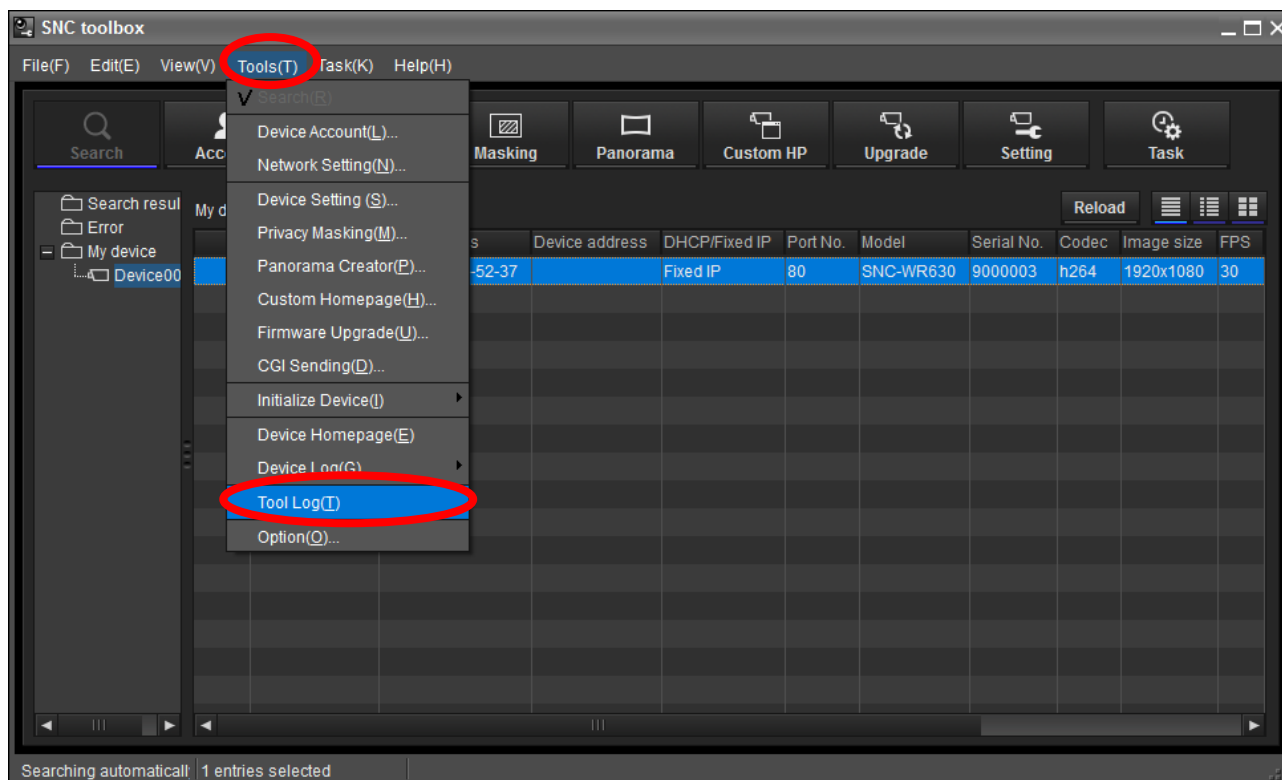 SNC toolbox
File(F) Edit(E) View(V) Tools(T) Task(K) Help(H)
Search(R)
Device Account(L)...
Network Setting(N)...
Device Setting (S)...
Privacy Masking(M)...
Panorama Creator(P)...
Custom Homepage(H)...
Firmware Upgrade(U)...
CGI Sending(D)...
Initialize Device(I)
Device Homepage(E)
Device Log(G)
Tool Log(T)
Option(O)...
Search Acc Masking Panorama Custom HP Upgrade Setting Task
Search resul
Error
My device
Device00
My d
Reload
s Device address DHCP/Fixed IP Port No. Model Serial No. Codec Image size FPS
-52-37 Fixed IP 80 SNC-WR630 9000003 h264 1920x1080 30
Searching automaticall 1 entries selected